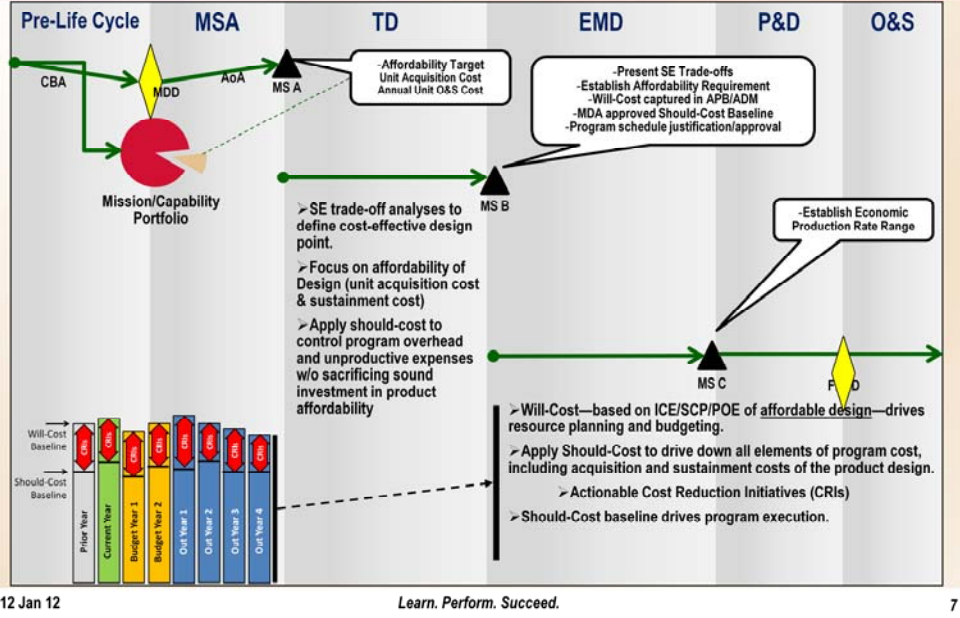 Pre-Life Cycle
MSA
TD
EMD
P&D
O&S
CBA
MDD
AoA
MS A
-Affordability Target
Unit Acquisition Cost
Annual Unit O&S Cost
-Present SE Trade-offs
-Establish Affordability Requirement
-Will-Cost captured in APB/ADM
-MDA approved Should-Cost Baseline
-Program schedule justification/approval
Mission/Capability
Portfolio
MS B
➢SE trade-off analyses to
define cost-effective design
point.
➢Focus on affordability of
Design (unit acquisition cost
& sustainment cost)
➢Apply should-cost to
control program overhead
and unproductive expenses
w/o sacrificing sound
investment in product
affordability
-Establish Economic
Production Rate Range
MS C
F D
➢Will-Cost—based on ICE/SCP/POE of affordable design—drives
resource planning and budgeting.
➢Apply Should-Cost to drive down all elements of program cost,
including acquisition and sustainment costs of the product design.
➢Actionable Cost Reduction Initiatives (CRIs)
➢Should-Cost baseline drives program execution.
Will-Cost
Baseline
Should-Cost
Baseline
CRIs
CRIs
CRIs
CRIs
CRIs
CRIs
CRIs
CRIs
Prior Year
Current Year
Budget Year 1
Budget Year 2
Out Year 1
Out Year 2
Out Year 3
Out Year 4
12 Jan 12
Learn. Perform. Succeed.
7